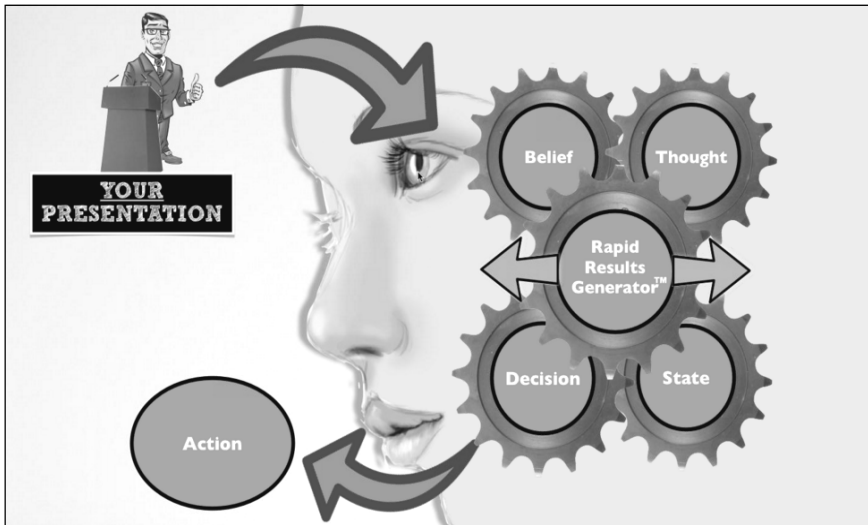 YOUR
PRESENTATION
Belief
Thought
Rapid
Results
Generator™
Decision
State
Action